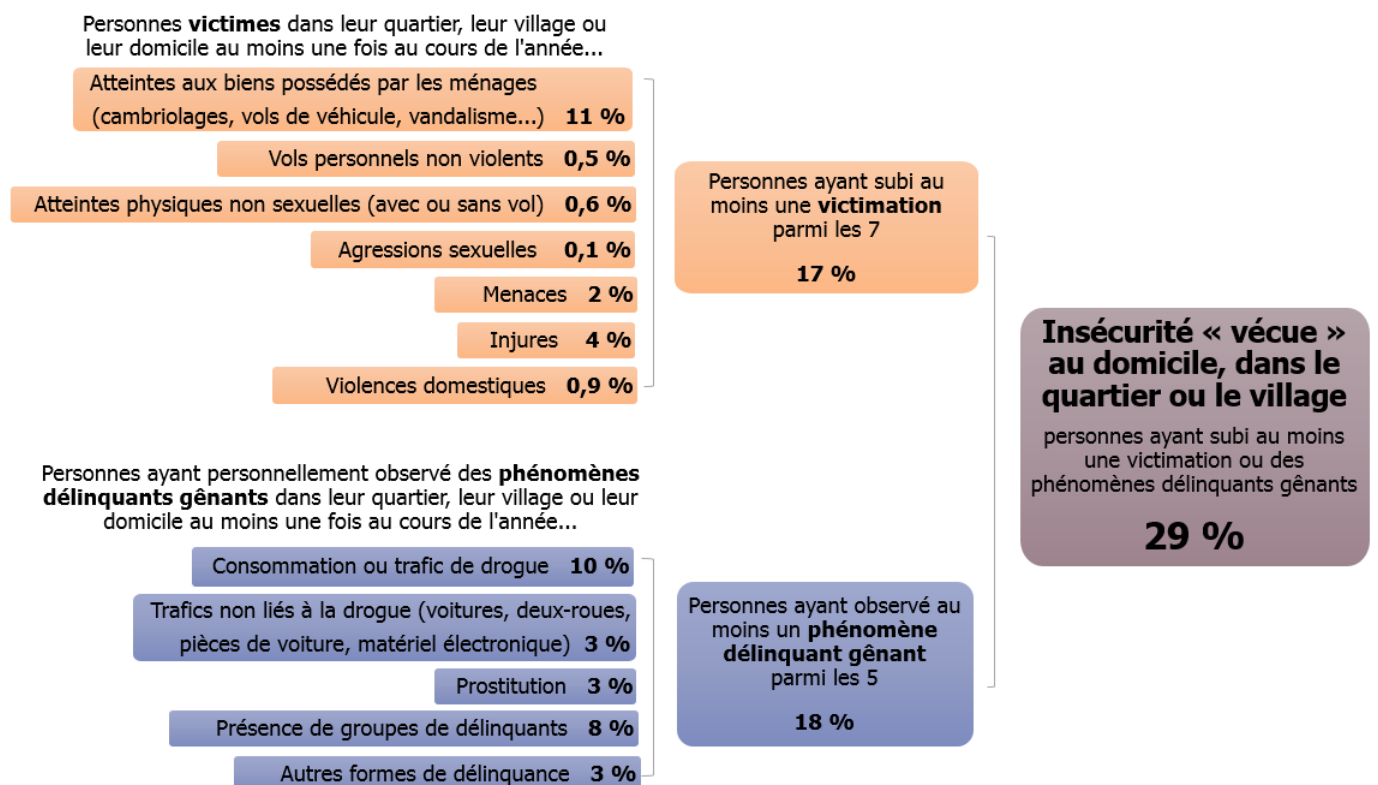 Personnes victimes dans leur quartier, leur village ou
leur domicile au moins une fois au cours de l'année...
Atteintes aux biens possédés par les ménages
(cambriolages, vols de véhicule, vandalisme...) 11 %
Vols personnels non violents 0,5 %
Atteintes physiques non sexuelles (avec ou sans vol) 0,6 %
Agressions sexuelles 0,1 %
Menaces 2 %
Injures 4 %
Violences domestiques 0,9 %
Personnes ayant subi au
moins une victimation
parmi les 7
17 %
Personnes ayant personnellement observé des phénomènes
délinquants gênants dans leur quartier, leur village ou leur
domicile au moins une fois au cours de l'année...
Consommation ou trafic de drogue 10 %
Trafics non liés à la drogue (voitures, deux-roues,
pièces de voiture, matériel électronique) 3 %
Prostitution 3 %
Présence de groupes de délinquants 8 %
Autres formes de délinquance 3 %
Personnes ayant observé au
moins un phénomène
délinquant gênant
parmi les 5
18 %
Insécurité « vécue »
au domicile, dans le
quartier ou le village
personnes ayant subi au moins
une victimation ou des
phénomènes délinquants gênants
29 %